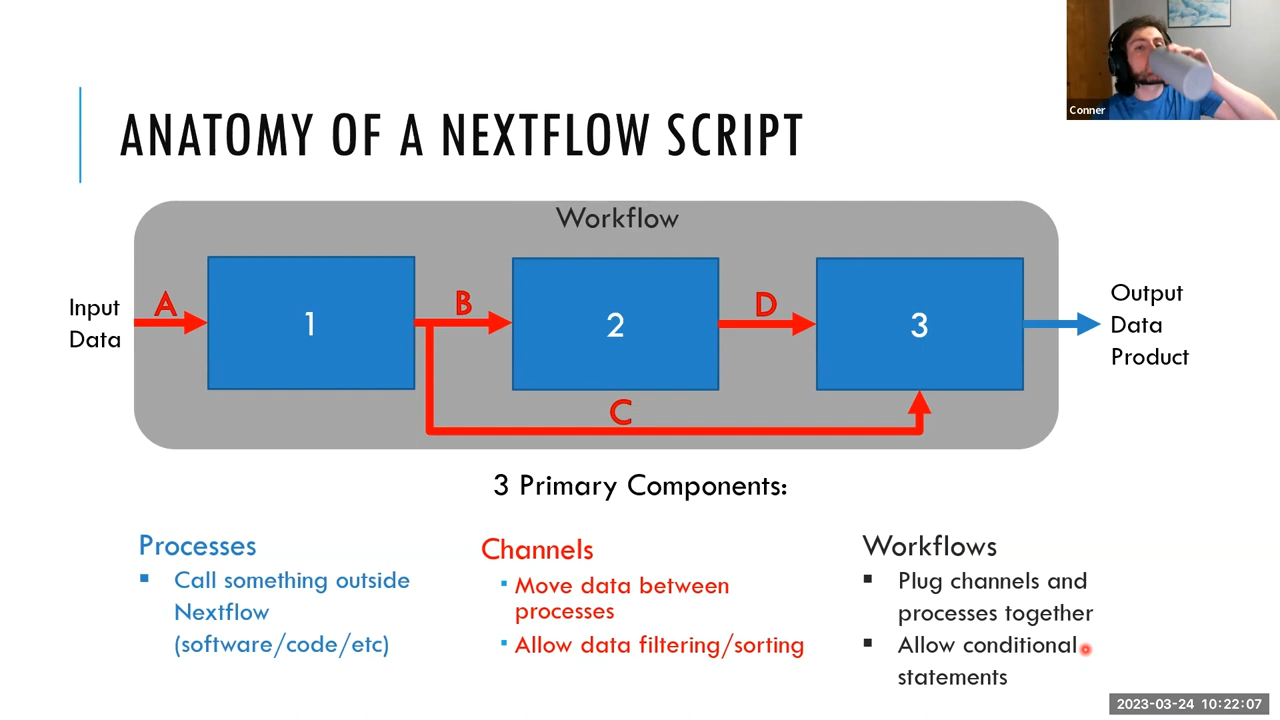 Conner
ANATOMY OF A NEXTFLOW SCRIPT
Workflow
Input
Data
A
1
B
2
D
3
C
Output
Data
Product
3 Primary Components:
Processes
▪ Call something outside
Nextflow
(software/code/etc)
Channels
▪ Move data between
processes
▪ Allow data filtering/sorting
Workflows
▪ Plug channels and
processes together
▪ Allow conditional
statements
2023-03-24 10:22:07